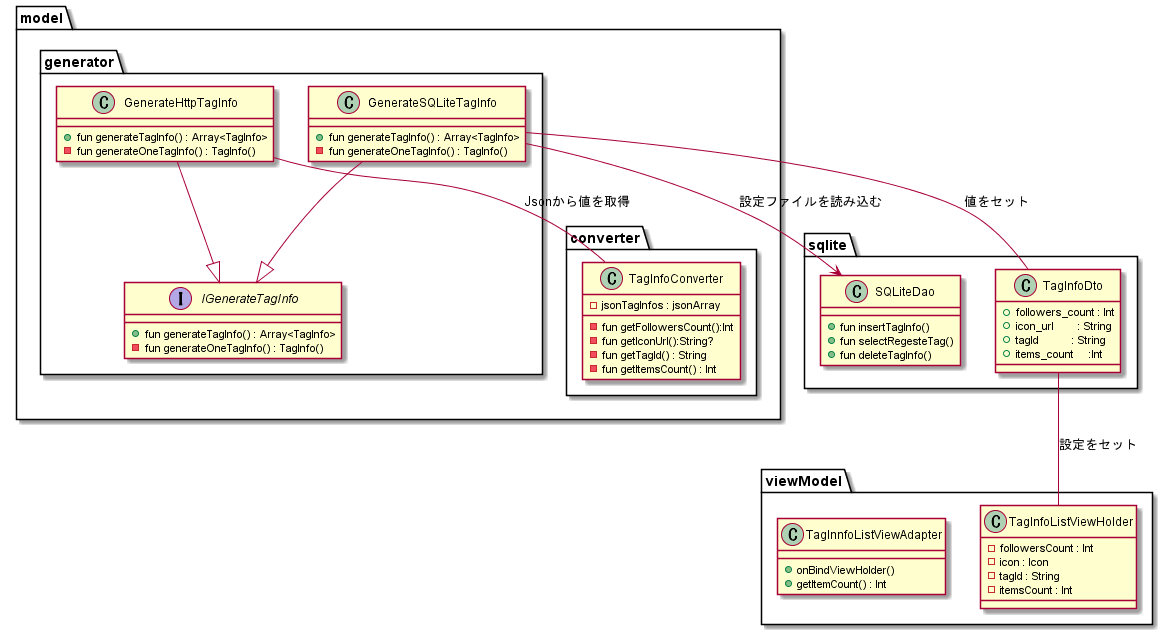 model
generator
GenerateHttpTagInfo
fun generateTagInfo() : Array<TagInfo>
fun generateOneTagInfo() : TagInfo()
GenerateSQLiteTagInfo
fun generateTagInfo() : Array<TagInfo>
fun generateOneTagInfo() : TagInfo()
IGenerateTagInfo
fun generateTagInfo() : Array<TagInfo>
fun generateOneTagInfo() : TagInfo()
Jsonから値を取得
設定ファイルを読み込む
値をセット
converter
TagInfoConverter
jsonTagInfos : jsonArray
fun getFollowersCount():Int
fun getIconUrl():String?
fun getTagId() : String
fun getItemsCount() : Int
sqlite
SQLiteDao
fun insertTagInfo()
fun selectRegesteTag()
fun deleteTagInfo()
TagInfoDto
followers_count : Int
icon_url : String
tagId : String
items_count :Int
設定をセット
viewModel
TagInnfoListViewAdapter
onBindViewHolder()
getItemCount() : Int
TagInfoListViewHolder
followersCount : Int
icon : Icon
tagId : String
itemsCount : Int